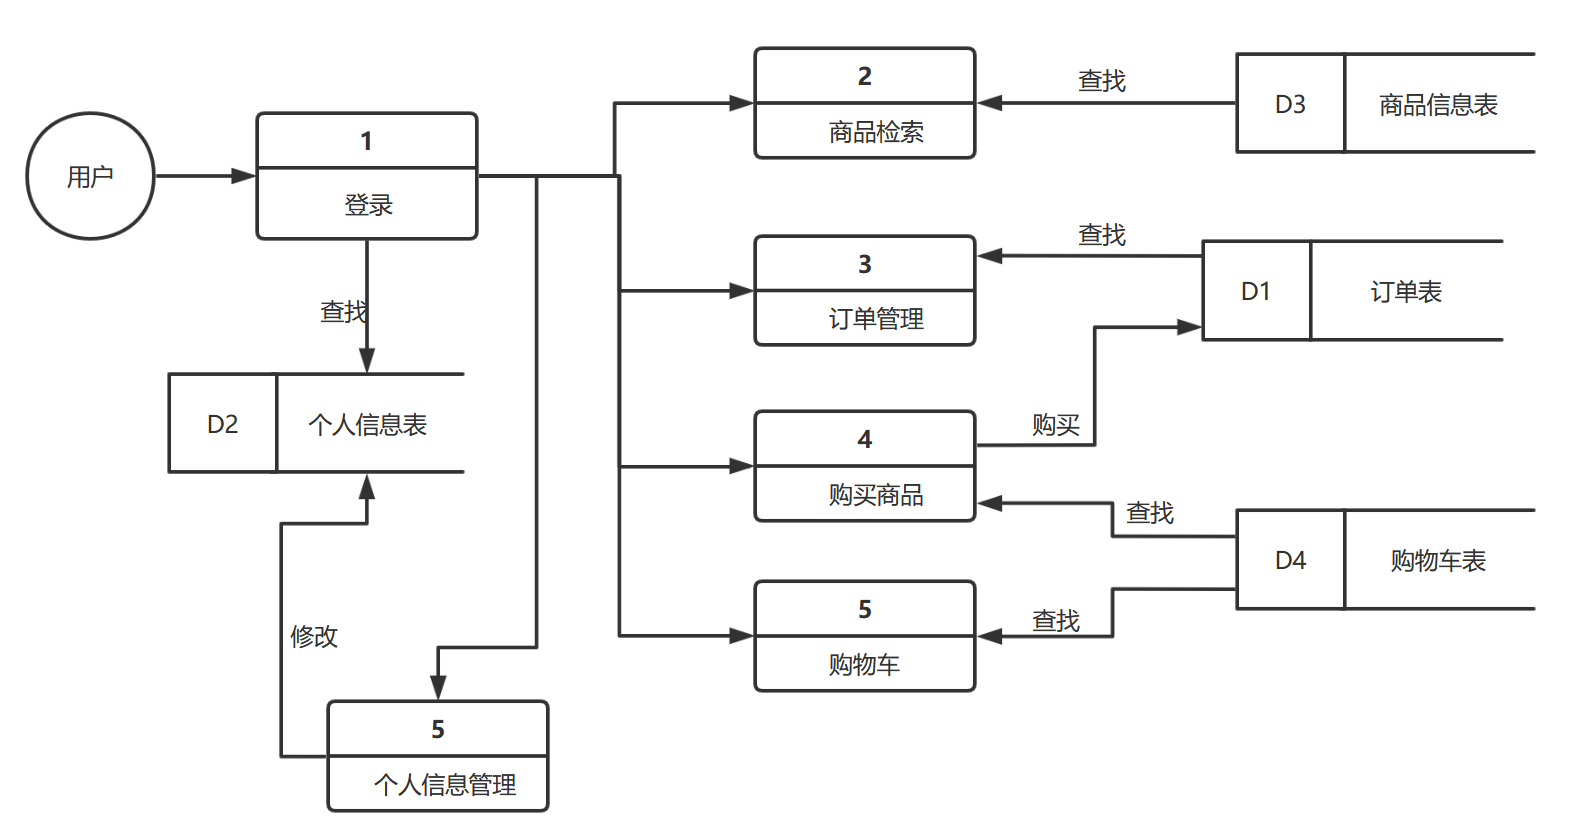 用户
1
登录
查找
D2
个人信息表
修改
5
个人信息管理
2
商品检索
查找
D3
商品信息表
3
订单管理
查找
D1
订单表
4
购买商品
购买
查找
D4
购物车表
5
购物车
查找